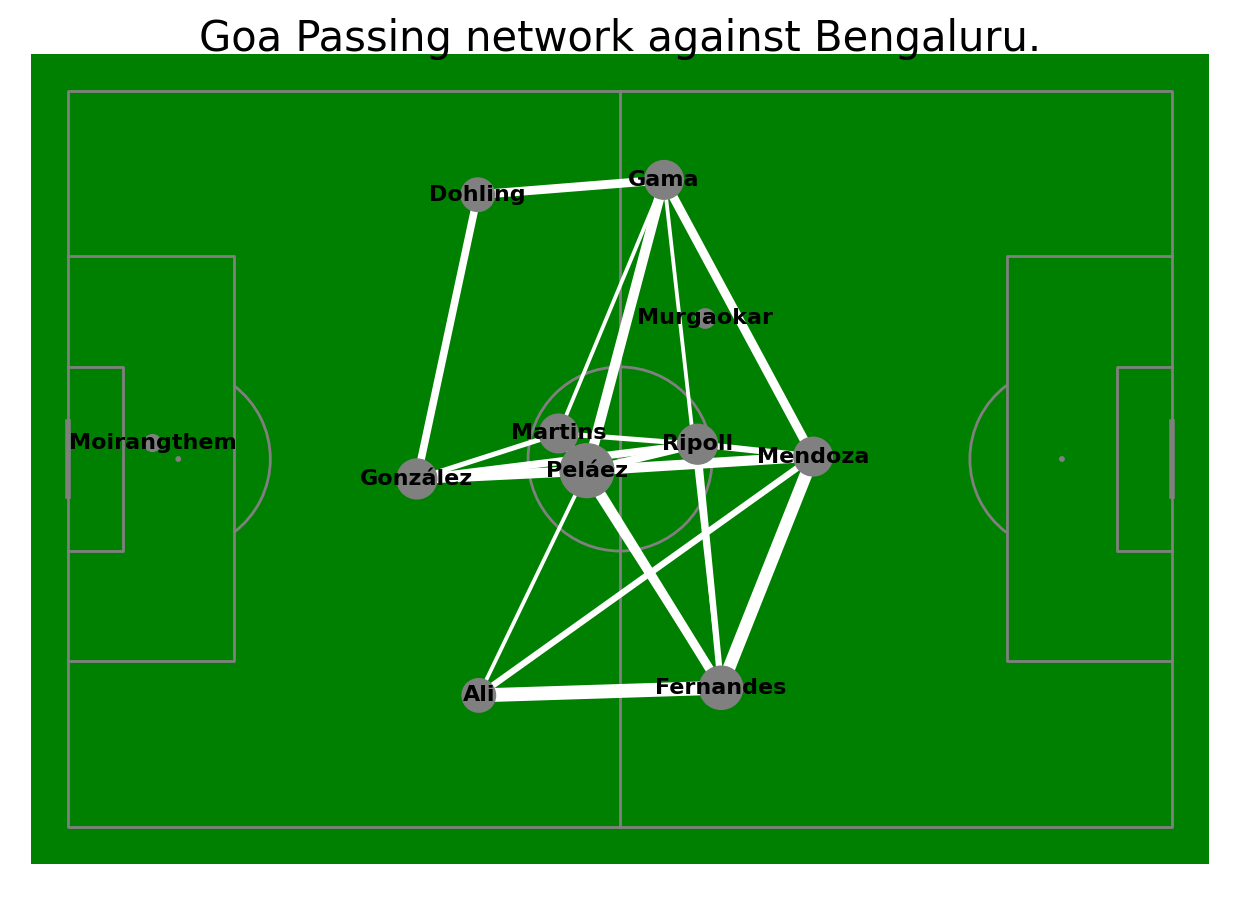 Goa Passing network against Bengaluru.
Gama
Dohling
Murgaokar
Martins
Moirangthem
Ripoll
Mendoza
Peláez
González
Fernandes
Ali